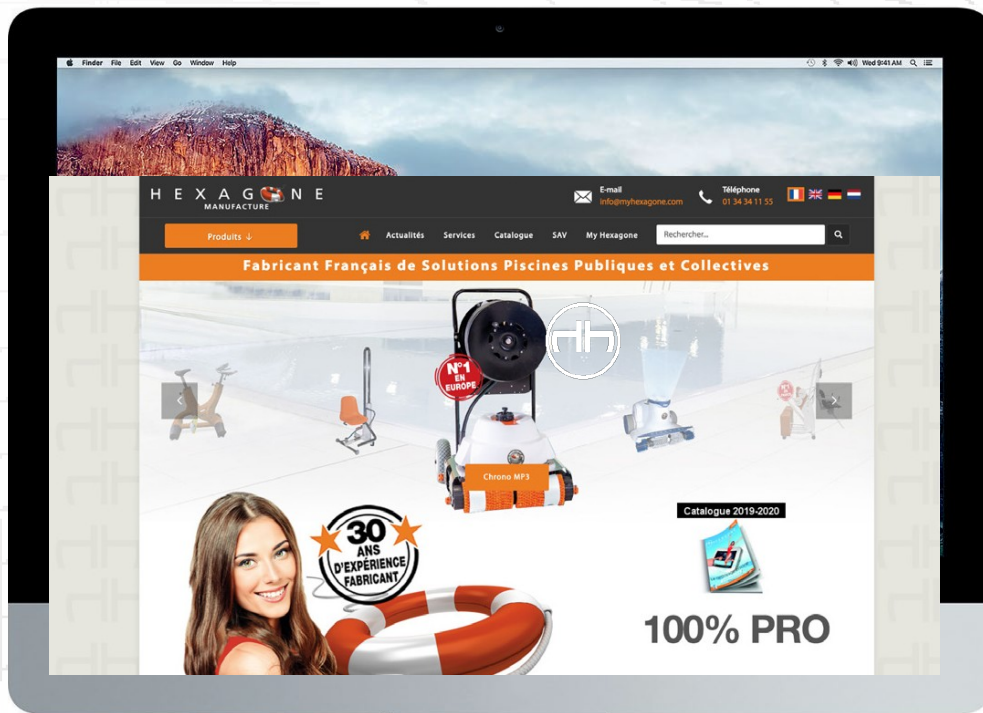 Finder File Edit View Go Window Help
Wed 9:41 AM
HEXAGONE
MANUFACTURE
E-mail
info@myhexagone.com
Téléphone
01 34 34 11 55
Produits ↓
Actualités Services Catalogue SAV My Hexagone Rechercher...
Fabricant Français de Solutions Piscines Publiques et Collectives
N°1
EN
EUROPE
Chrono MP3
30
ANS
D'EXPÉRIENCE
FABRICANT
Catalogue 2019-2020
100% PRO